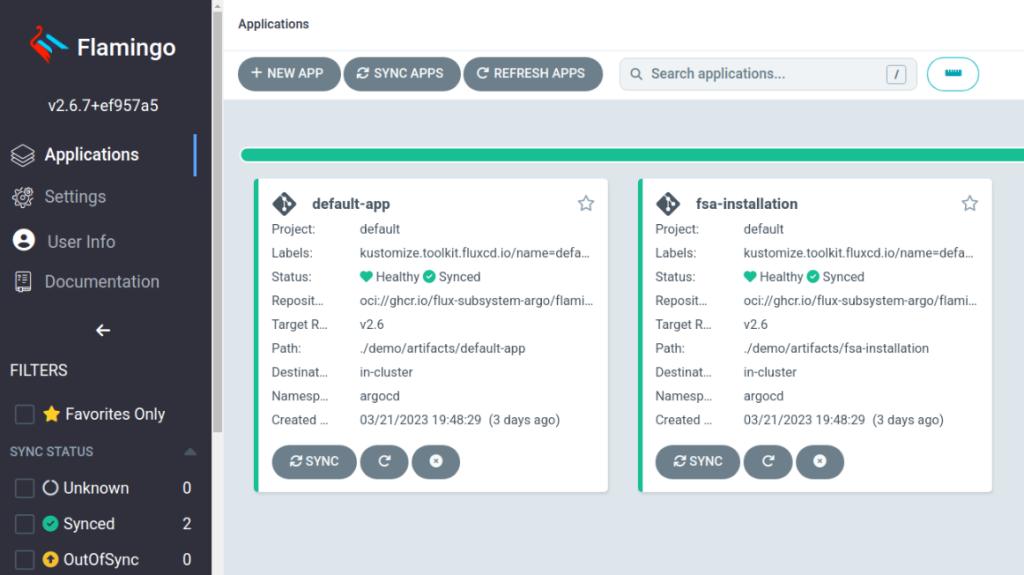 Flamingo
v2.6.7+ef957a5
Applications
Settings
User Info
Documentation
FILTERS
Favorites Only
SYNC STATUS
Unknown 0
Synced 2
OutOfSync 0
Applications
+ NEW APP SYNC APPS REFRESH APPS Search applications... /
default-app
Project: default
Labels: kustomize.toolkit.fluxcd.io/name=defa...
Status: Healthy Synced
Reposit... oci://ghcr.io/flux-subsystem-argo/flami...
Target R... v2.6
Path: ./demo/artifacts/default-app
Destinat... in-cluster
Namesp... argocd
Created ... 03/21/2023 19:48:29 (3 days ago)
SYNC
fsa-installation
Project: default
Labels: kustomize.toolkit.fluxcd.io/name=defa...
Status: Healthy Synced
Reposit... oci://ghcr.io/flux-subsystem-argo/flami...
Target R... v2.6
Path: ./demo/artifacts/fsa-installation
Destinat... in-cluster
Namesp... argocd
Created ... 03/21/2023 19:48:29 (3 days ago)
SYNC